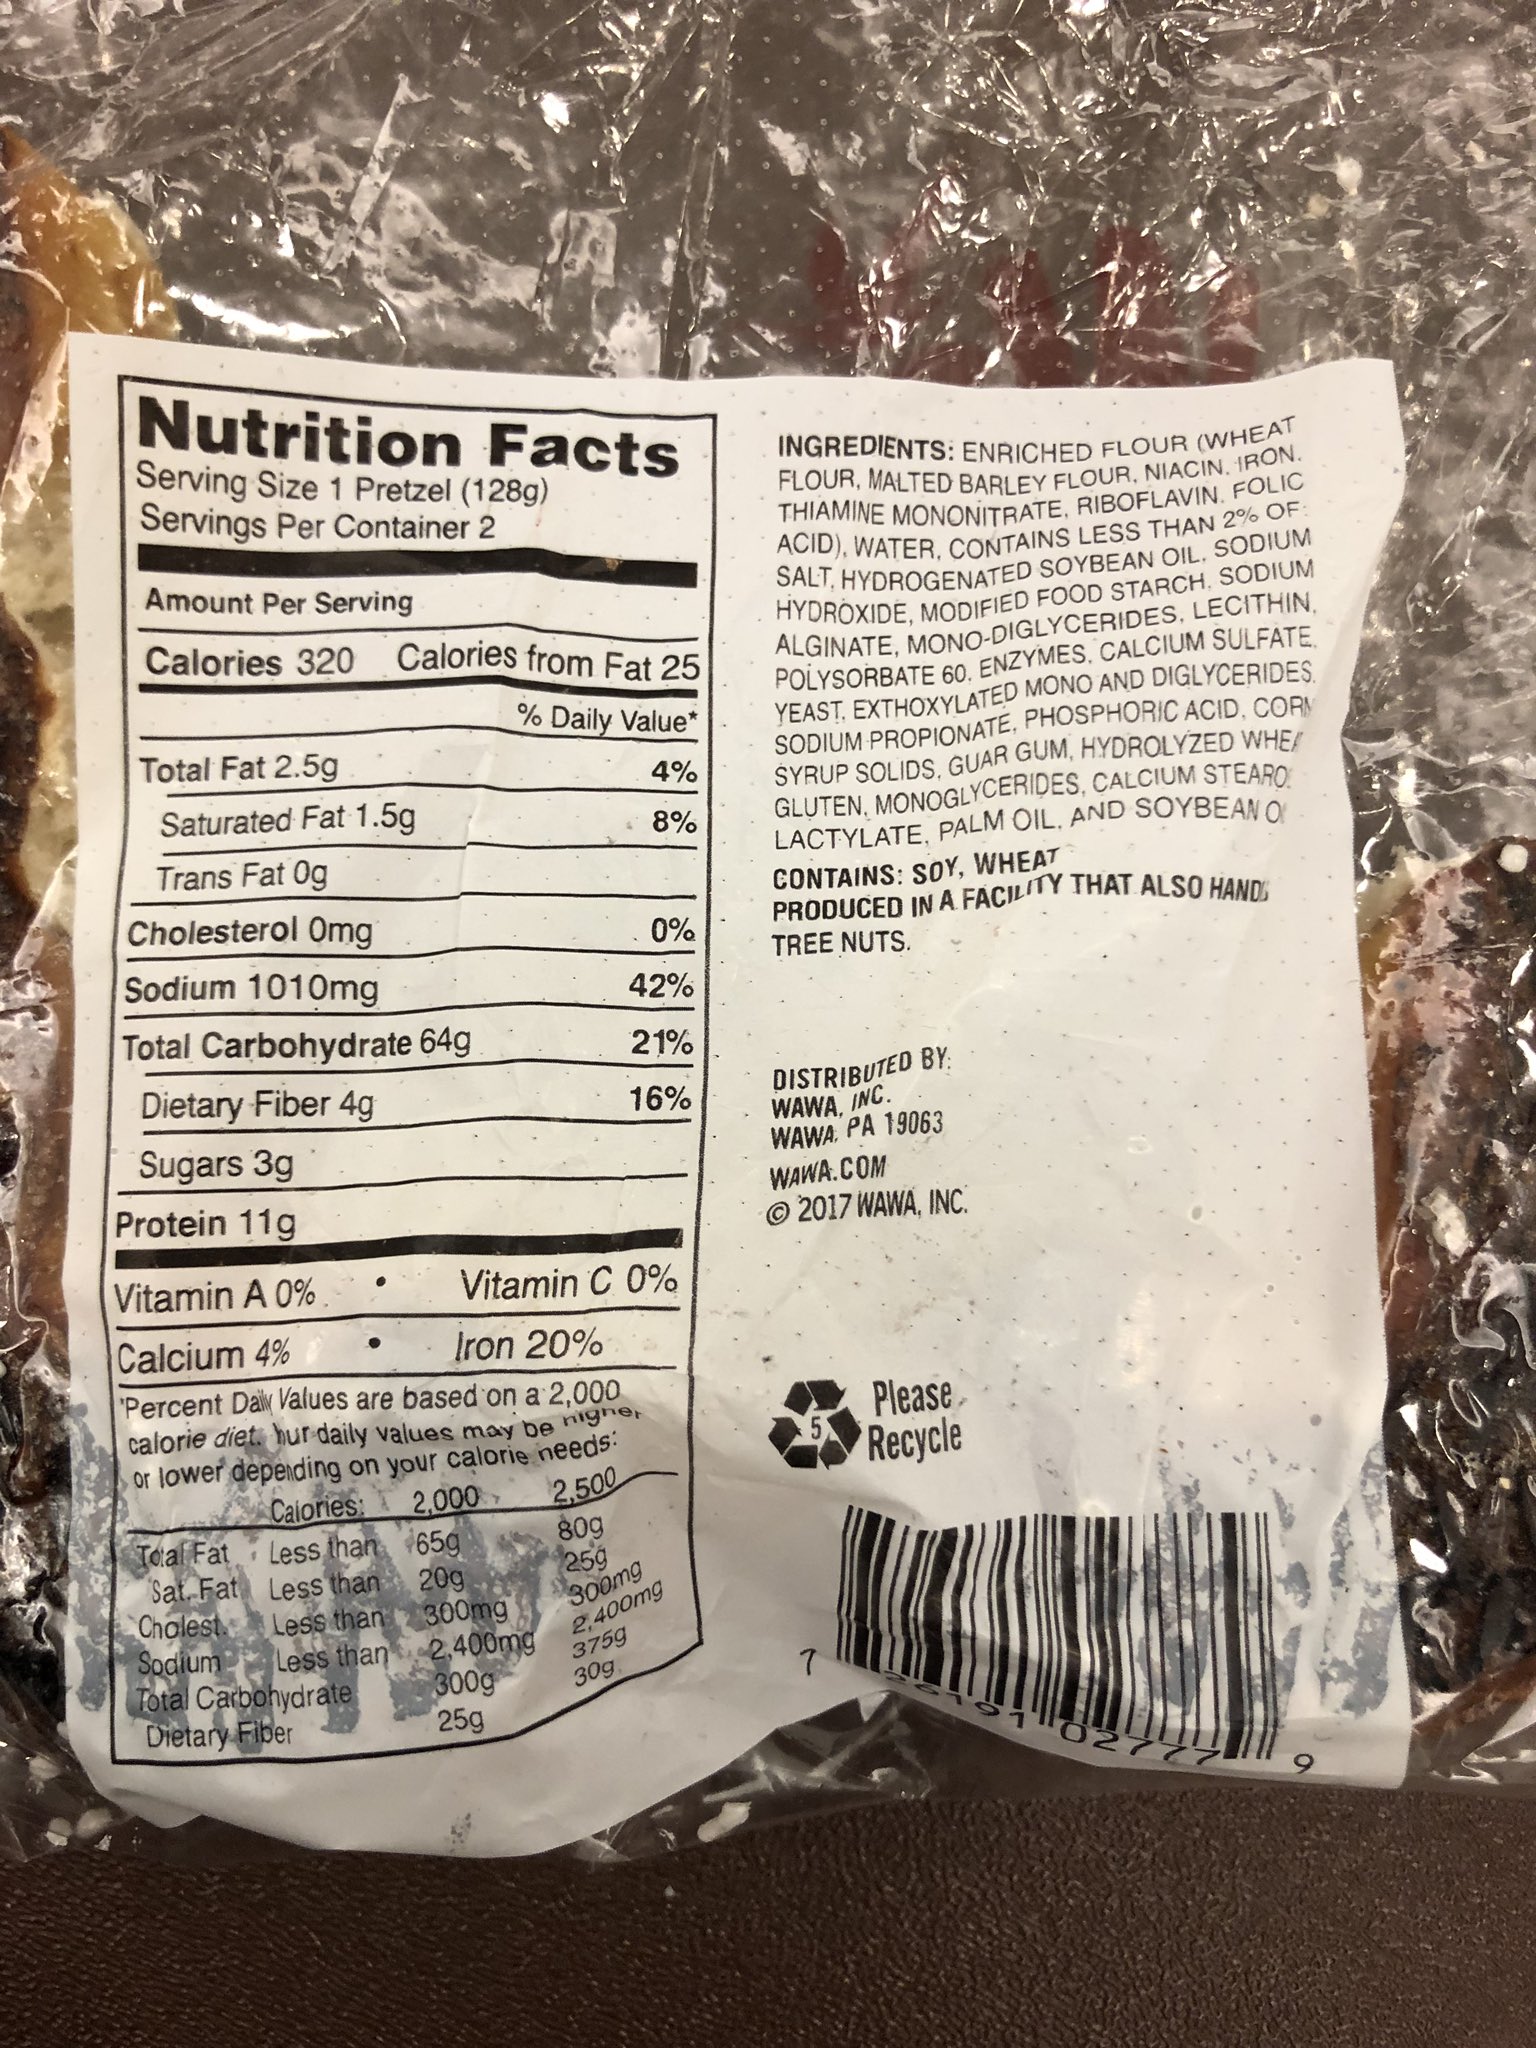 Nutrition Facts
Serving Size 1 Pretzel (128g)
Servings Per Container 2
Amount Per Serving
Calories 320 Calories from Fat 25
% Daily Value*
Total Fat 2.5g 4%
Saturated Fat 1.5g 8%
Trans Fat 0g
Cholesterol 0mg 0%
Sodium 1010mg 42%
Total Carbohydrate 64g 21%
Dietary Fiber 4g 16%
Sugars 3g
Protein 11g
Vitamin A 0% • Vitamin C 0%
Calcium 4% • Iron 20%
*Percent Daily Values are based on a 2,000
calorie diet. daily values may be higher
or lower depending on your calorie needs:
Calories: 2,000 2,500
Total Fat Less than 65g 80g
Sat. Fat Less than 20g 25g
Cholest. Less than 300mg 300mg
Sodium Less than 2,400mg 2,400mg
Total Carbohydrate 300g 375g
Dietary Fiber 25g 30g
INGREDIENTS: ENRICHED FLOUR (WHEAT
FLOUR, MALTED BARLEY FLOUR, NIACIN, IRON,
THIAMINE MONONITRATE, RIBOFLAVIN, FOLIC
ACID), WATER, CONTAINS LESS THAN 2% OF:
SALT, HYDROGENATED SOYBEAN OIL, SODIUM
HYDROXIDE, MODIFIED FOOD STARCH, SODIUM
ALGINATE, MONO-DIGLYCERIDES, LECITHIN,
POLYSORBATE 60, ENZYMES, CALCIUM SULFATE,
YEAST, EXTHOXYLATED MONO AND DIGLYCERIDES,
SODIUM PROPIONATE, PHOSPHORIC ACID, CORN
SYRUP SOLIDS, GUAR GUM, HYDROLYZED WHEA
GLUTEN, MONOGLYCERIDES, CALCIUM STEARO
LACTYLATE, PALM OIL, AND SOYBEAN O
CONTAINS: SOY, WHEAT
PRODUCED IN A FACILITY THAT ALSO HAND
TREE NUTS.
DISTRIBUTED BY:
WAWA, INC.
WAWA, PA 19063
WAWA.COM
© 2017 WAWA, INC.
5 Please
Recycle
7 26191 02777 9